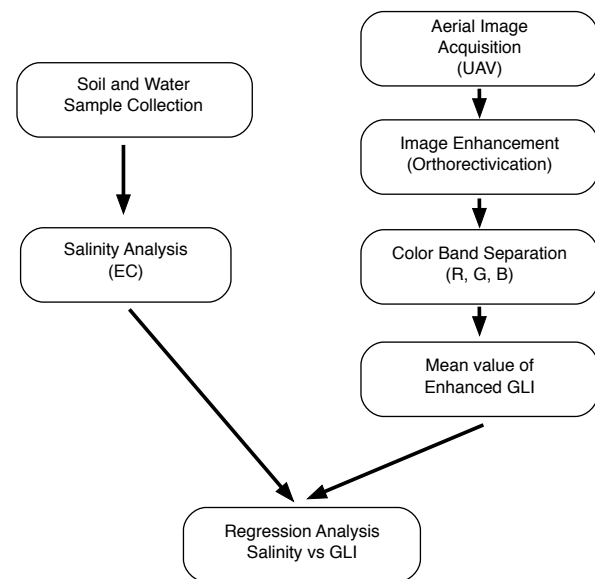 Soil and Water
Sample Collection
Salinity Analysis
(EC)
Aerial Image
Acquisition
(UAV)
Image Enhancement
(Orthorectivication)
Color Band Separation
(R, G, B)
Mean value of
Enhanced GLI
Regression Analysis
Salinity vs GLI